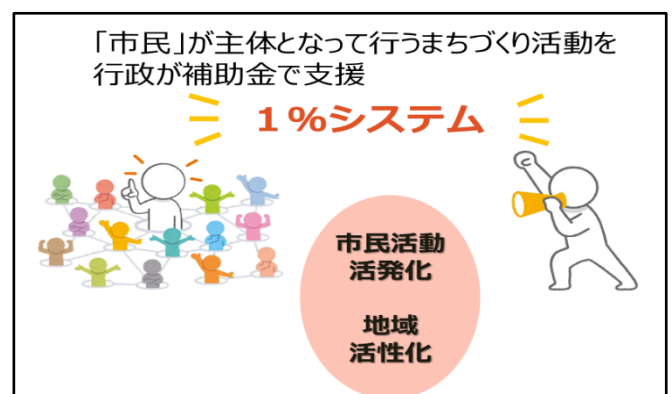 「市民」が主体となって行うまちづくり活動を
行政が補助金で支援
１％システム
市民活動
活発化
地域
活性化